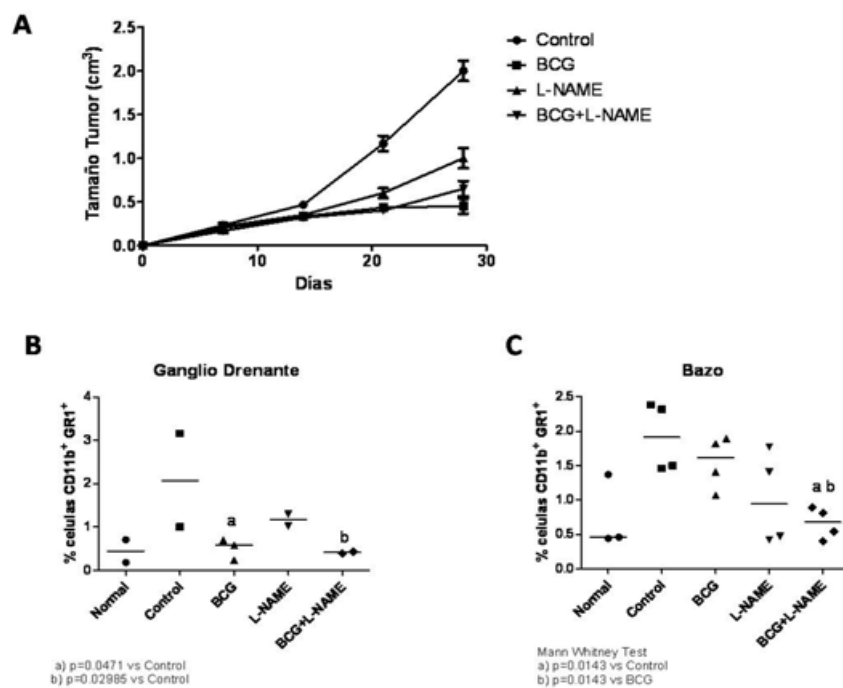 A
Tamaño Tumor (cm³)
2.5
2.0
1.5
1.0
0.5
0.0
0
10
20
30
Días
Control
BCG
L-NAME
BCG+L-NAME
B
Ganglio Drenante
% celulas CD11b⁺ GR1⁺
4
3
2
1
0
a
b
Normal
Control
BCG
L-NAME
BCG+L-NAME
a) p=0.0471 vs Control
b) p=0.02985 vs Control
C
Bazo
% celulas CD11b⁺ GR1⁺
2.5
2.0
1.5
1.0
0.5
0.0
a b
Normal
Control
BCG
L-NAME
BCG+L-NAME
Mann Whitney Test
a) p=0.0143 vs Control
b) p=0.0143 vs BCG